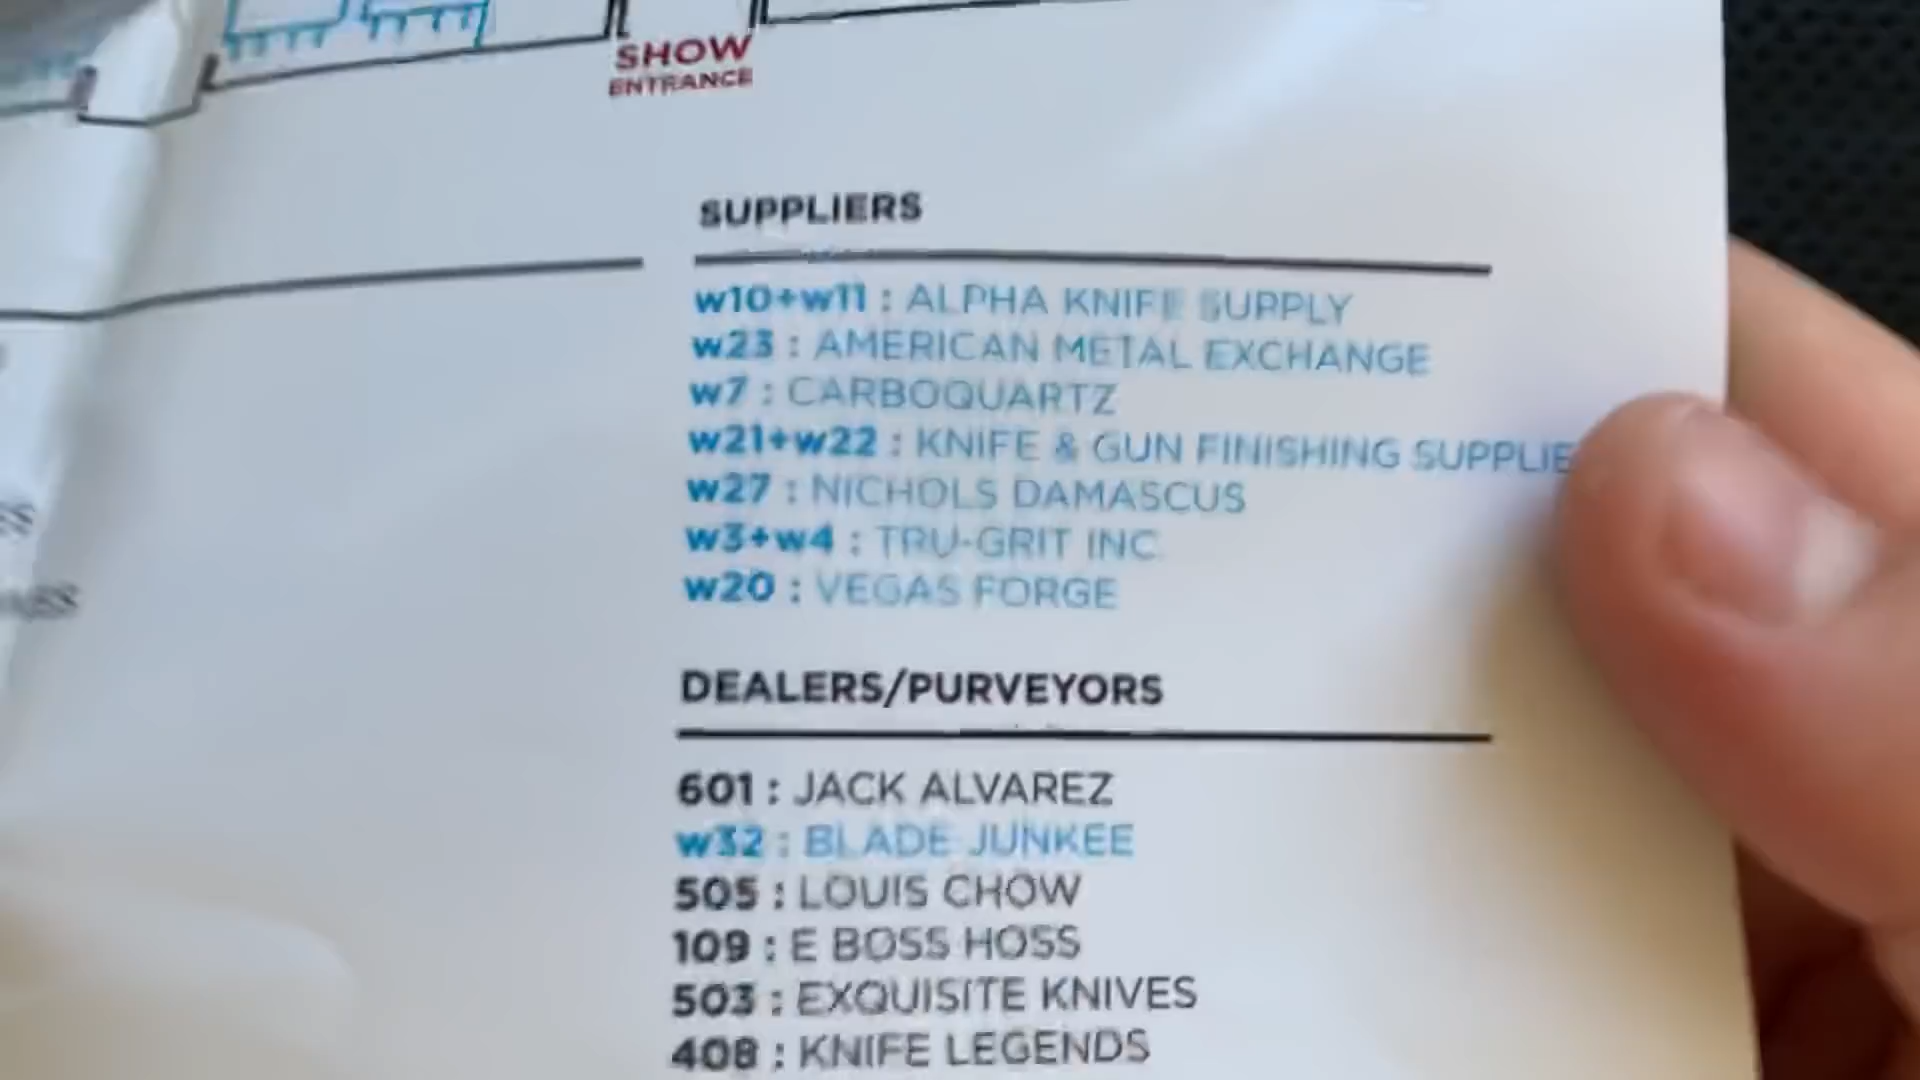 SHOW
ENTRANCE
SUPPLIERS
w10+w11 : ALPHA KNIFE SUPPLY
w23 : AMERICAN METAL EXCHANGE
w7 : CARBOQUARTZ
w21+w22 : KNIFE & GUN FINISHING SUPPLIE
w27 : NICHOLS DAMASCUS
w3+w4 : TRU-GRIT INC.
w20 : VEGAS FORGE
DEALERS/PURVEYORS
601 : JACK ALVAREZ
w32 : BLADE JUNKEE
505 : LOUIS CHOW
109 : E BOSS HOSS
503 : EXQUISITE KNIVES
408 : KNIFE LEGENDS